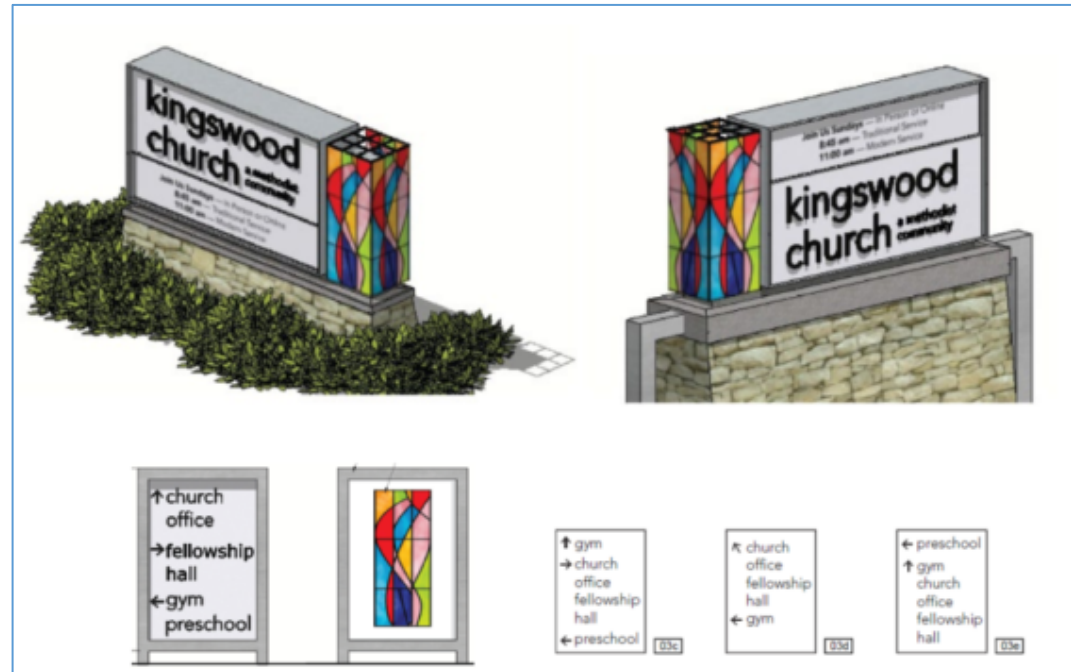 kingswood
church a methodist
community
Join Us Sundays — In Person or Online
8:45 am — Traditional Service
11:00 am — Modern Service
Join Us Sundays — In Person or Online
8:45 am — Traditional Service
11:00 am — Modern Service
kingswood
church a methodist
community
↑ church
office
→ fellowship
hall
← gym
preschool
↑ gym
→ church
office
fellowship
hall
← preschool
03c
↖ church
office
fellowship
hall
← gym
03d
← preschool
↑ gym
church
office
fellowship
hall
03e